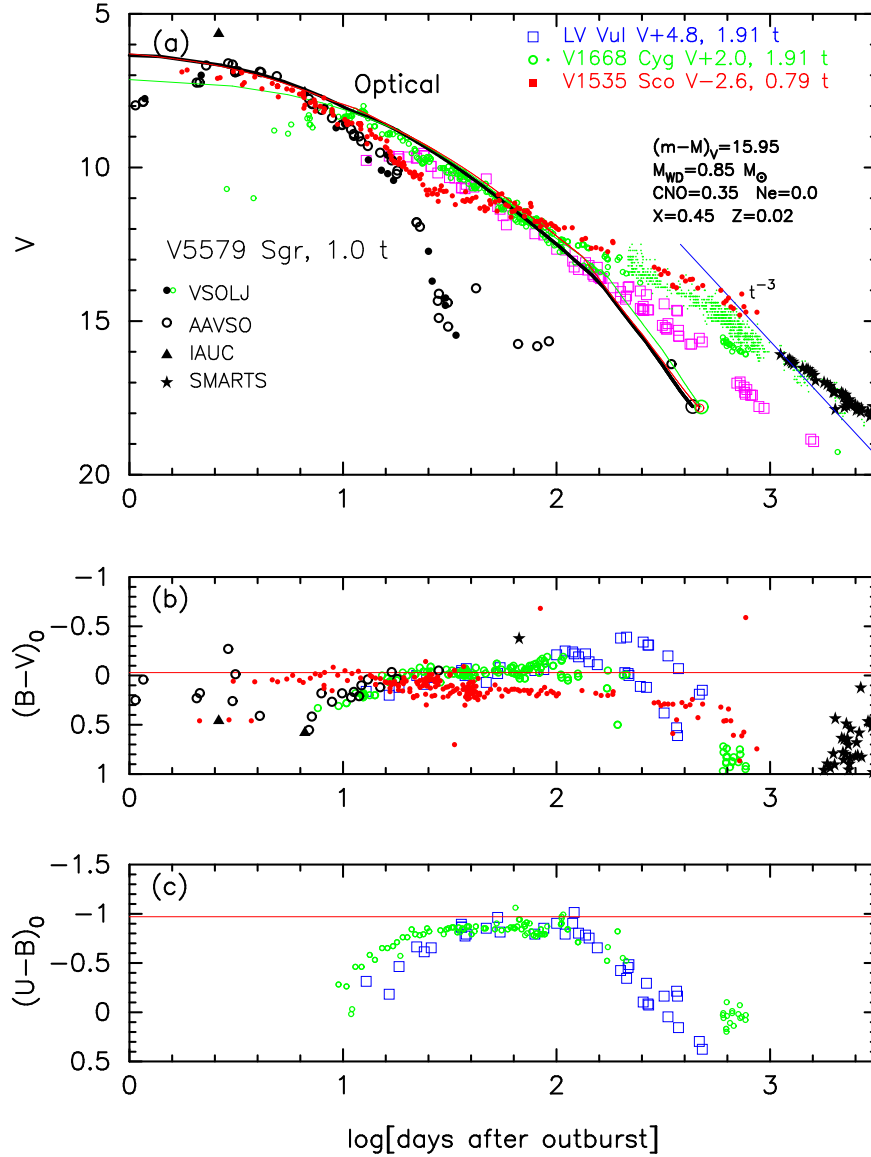 (a)
LV Vul V+4.8, 1.91 t
V1668 Cyg V+2.0, 1.91 t
V1535 Sco V−2.6, 0.79 t
Optical
(m−M)V=15.95
MWD=0.85 M⊙
CNO=0.35 Ne=0.0
X=0.45 Z=0.02
V5579 Sgr, 1.0 t
VSOLJ
AAVSO
IAUC
SMARTS
t−3
V
5
10
15
20
0
1
2
3
(b)
(B−V)0
−1
−0.5
0
0.5
1
0
1
2
3
(c)
(U−B)0
−1.5
−1
−0.5
0
0.5
0
1
2
3
log[days after outburst]